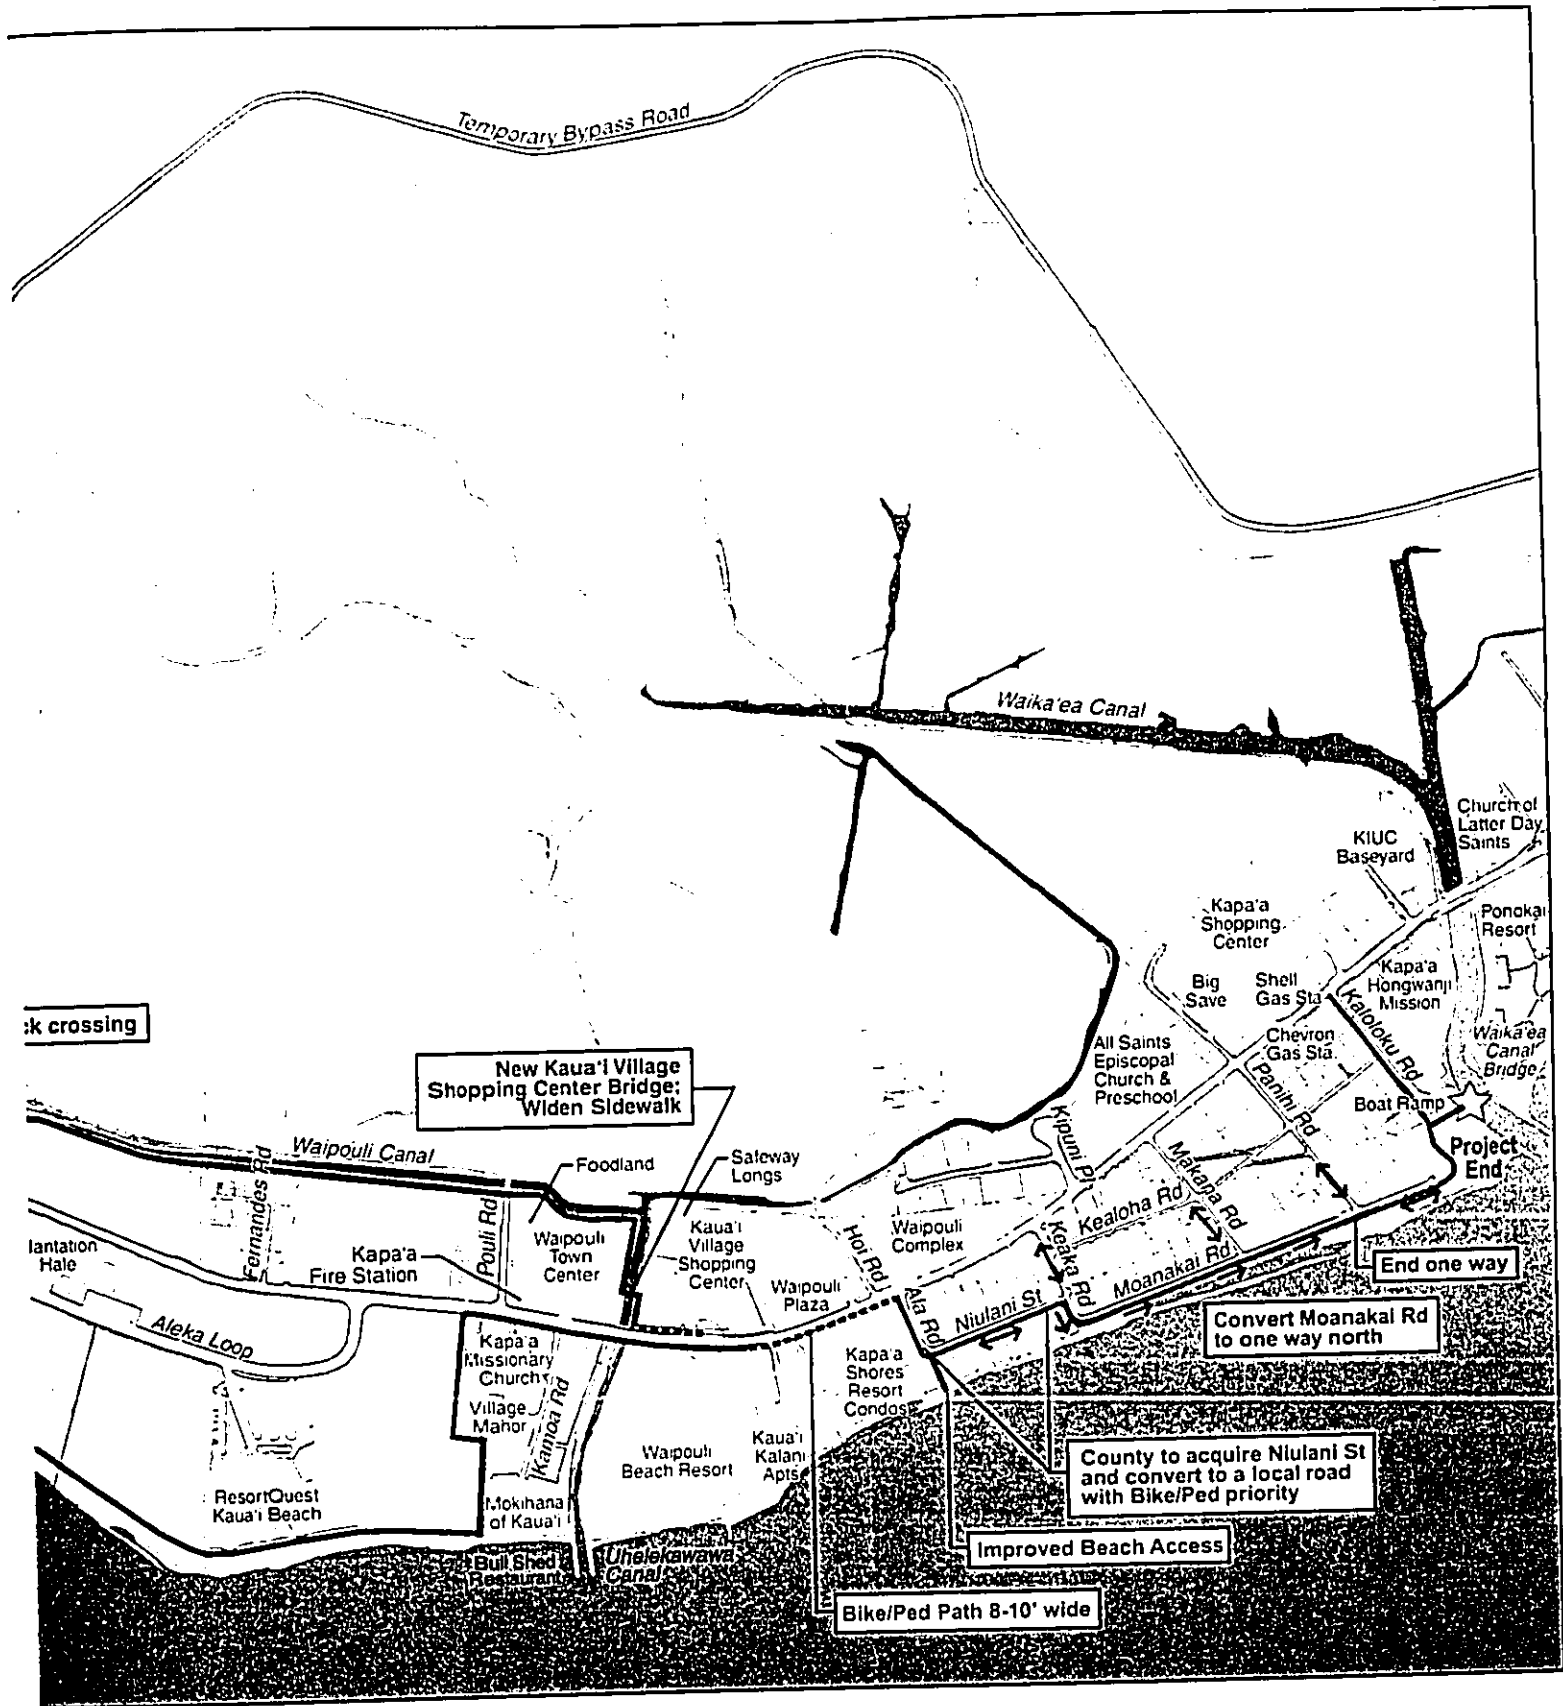 Temporary Bypass Road
Waika'ea Canal
Church of
Latter Day
Saints
KIUC
Baseyard
Kapa'a
Shopping
Center
Ponokai
Resort
Big
Save
Shell
Gas Sta
Kapa'a
Hongwanji
Mission
Kaloloku Rd
Waika'ea
Canal
Bridge
Chevron
Gas Sta.
All Saints
Episcopal
Church &
Preschool
Panihi Rd
Boat Ramp
Project
End
:k crossing
New Kaua'i Village
Shopping Center Bridge;
Widen Sidewalk
Waipouli Canal
Foodland
Safeway
Longs
Kipuni Pl
Makana Rd
Kealoha Rd
Fernandes Rd
Pouli Rd
Waipouli
Town
Center
Kaua'i
Village
Shopping
Center
Hoi Rd
Waipouli
Complex
Keaka Rd
Moanakai Rd
End one way
lantation
Hale
Kapa'a
Fire Station
Waipouli
Plaza
Ala Rd
Niulani St
Convert Moanakai Rd
to one way north
Aleka Loop
Kapa'a
Missionary
Church
Village
Manor
Kamoa Rd
Kapa'a
Shores
Resort
Condos
Waipouli
Beach Resort
Kaua'i
Kalani
Apts
County to acquire Niulani St
and convert to a local road
with Bike/Ped priority
ResortQuest
Kaua'i Beach
Mokihana
of Kaua'i
Improved Beach Access
Bull Shed
Restaurant
Uhelekawawa
Canal
Bike/Ped Path 8-10' wide